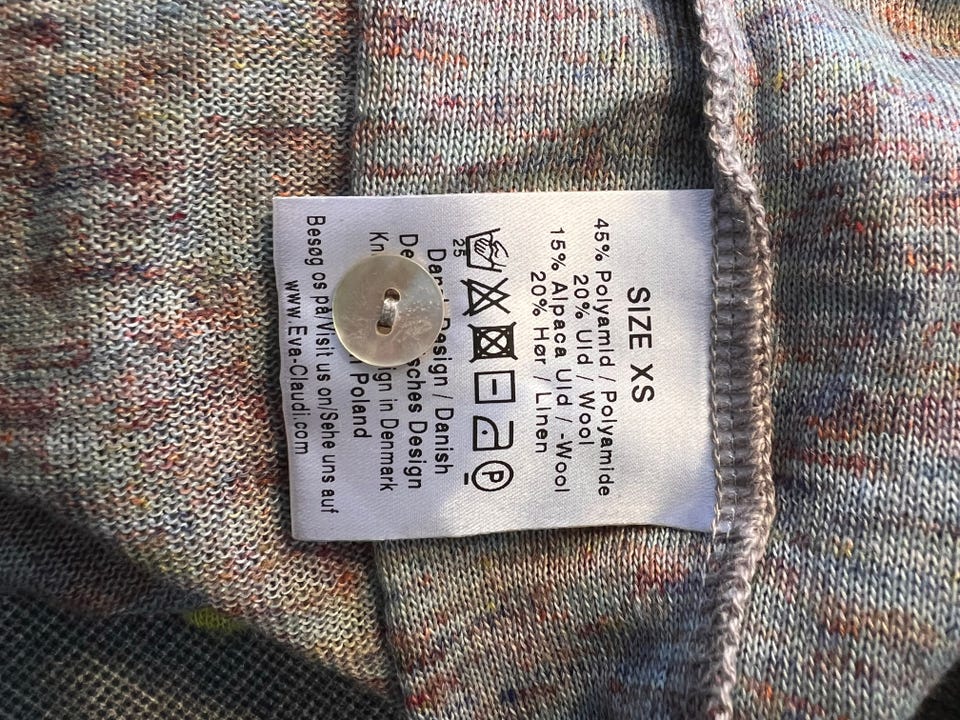 SIZE XS
45% Polyamid / Polyamide
20% Uld / Wool
15% Alpaca Uld / -Wool
20% Hør / Linen
25
P
Design / Danish
sches Design
in Denmark
Poland
Besøg os på/Visit us on/Sehe uns auf
www.Eva-Claudi.com